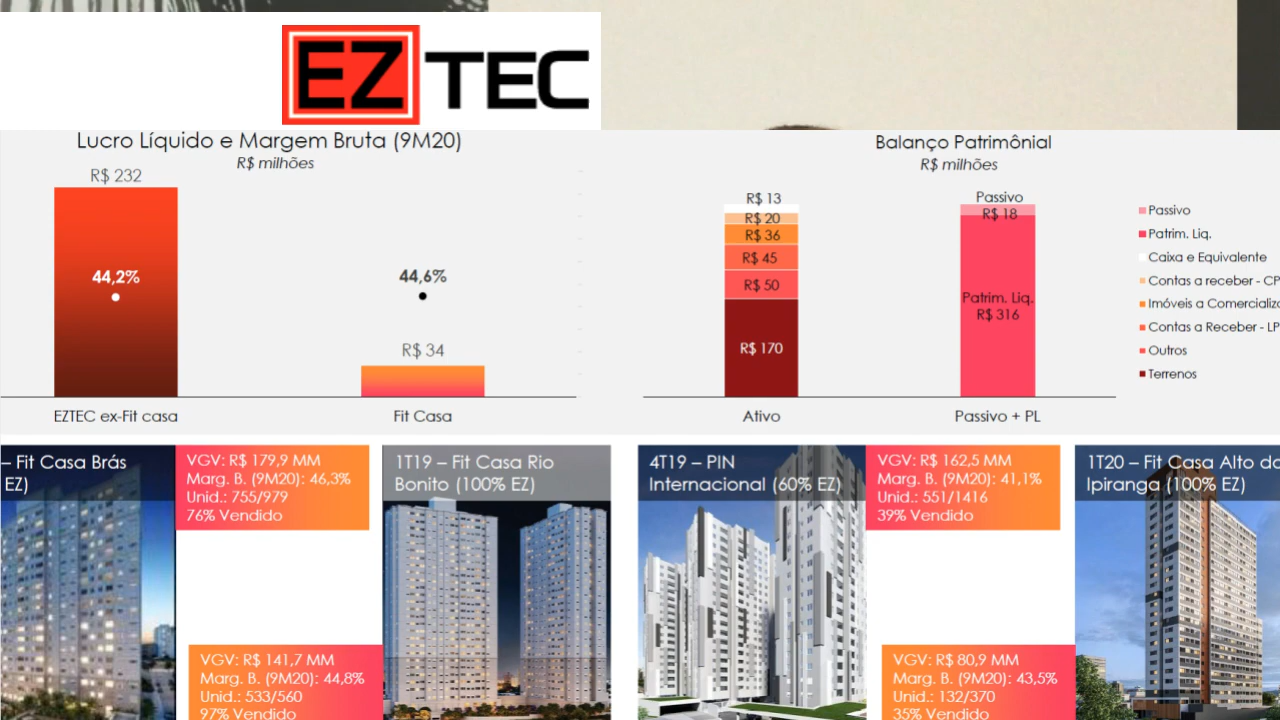 EZ TEC
Lucro Líquido e Margem Bruta (9M20)
R$ milhões
R$ 232
44,2%
44,6%
R$ 34
EZTEC ex-Fit casa
Fit Casa
Balanço Patrimônial
R$ milhões
R$ 13
R$ 20
R$ 36
R$ 45
R$ 50
R$ 170
Ativo
Passivo
R$ 18
Patrim. Liq.
R$ 316
Passivo + PL
Passivo
Patrim. Liq.
Caixa e Equivalente
Contas a receber - CP
Imóveis a Comercializa
Contas a Receber - LP
Outros
Terrenos
– Fit Casa Brás
EZ)
VGV: R$ 179,9 MM
Marg. B. (9M20): 46,3%
Unid.: 755/979
76% Vendido
1T19 – Fit Casa Rio
Bonito (100% EZ)
VGV: R$ 141,7 MM
Marg. B. (9M20): 44,8%
Unid.: 533/560
97% Vendido
4T19 – PIN
Internacional (60% EZ)
VGV: R$ 162,5 MM
Marg. B. (9M20): 41,1%
Unid.: 551/1416
39% Vendido
1T20 – Fit Casa Alto do
Ipiranga (100% EZ)
VGV: R$ 80,9 MM
Marg. B. (9M20): 43,5%
Unid.: 132/370
35% Vendido